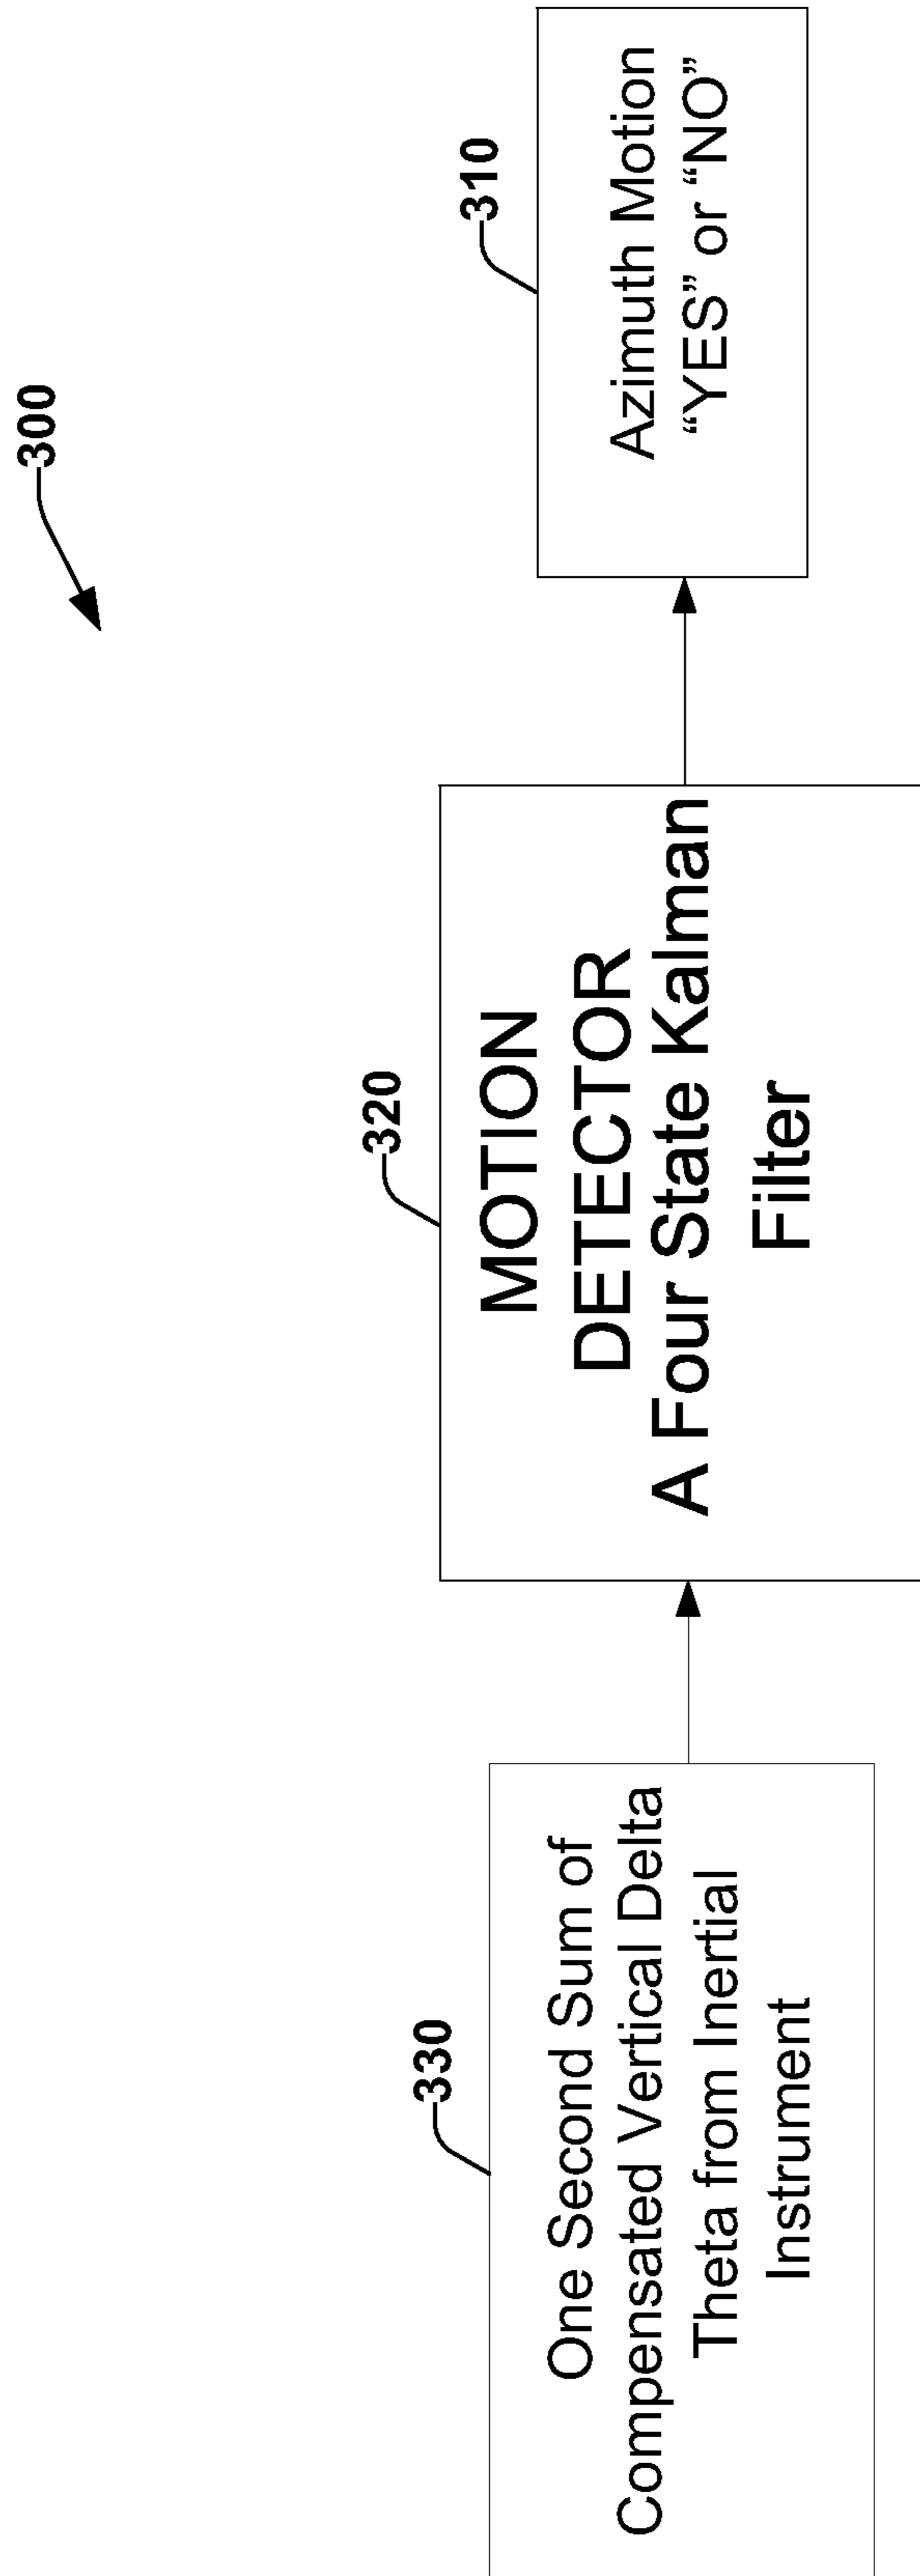 300
330
One Second Sum of
Compensated Vertical Delta
Theta from Inertial
Instrument
320
MOTION
DETECTOR
A Four State Kalman
Filter
310
Azimuth Motion
“YES” or “NO”